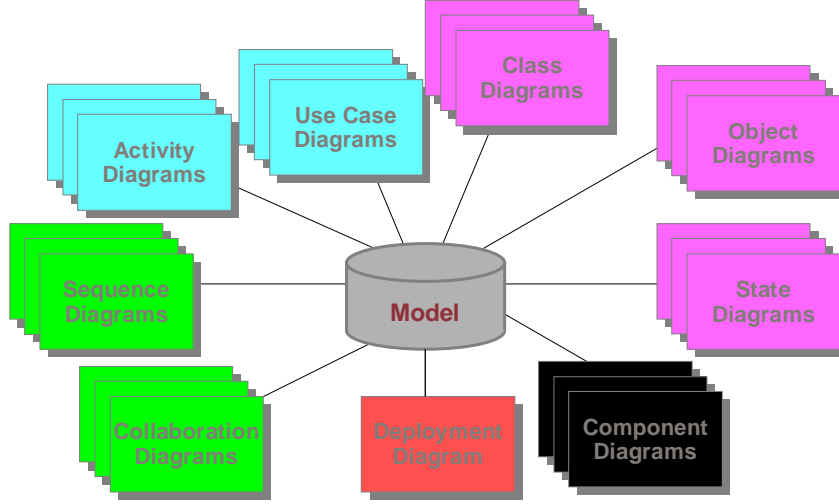 Class
Diagrams
Use Case
Diagrams
Object
Diagrams
Activity
Diagrams
Sequence
Diagrams
State
Diagrams
Model
Collaboration
Diagrams
Deployment
Diagram
Component
Diagrams